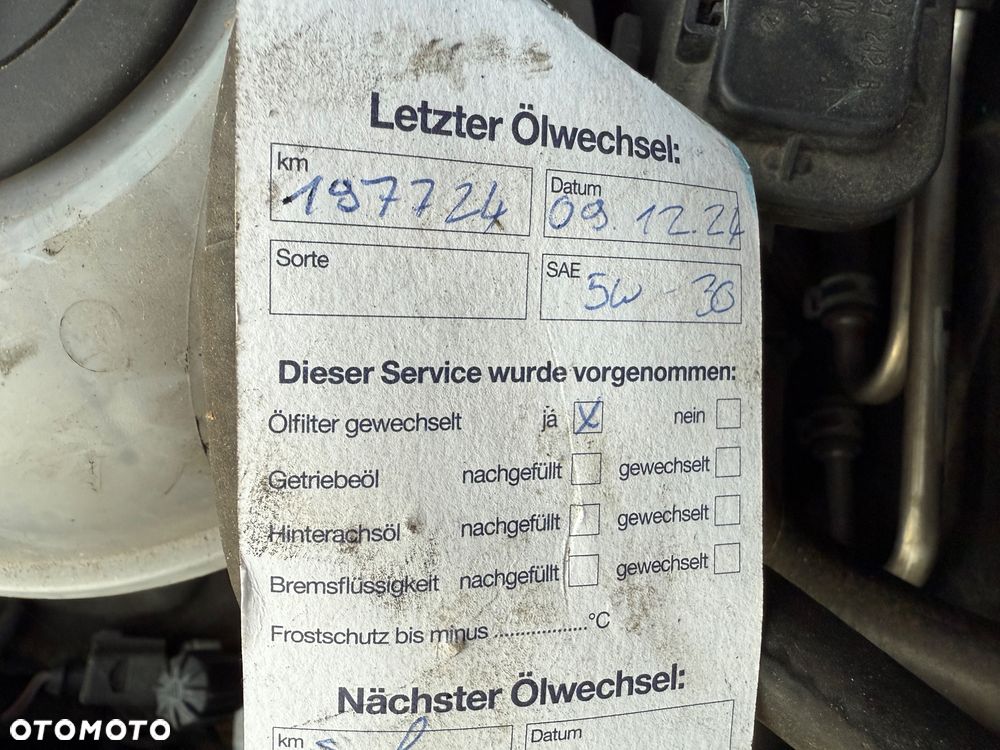 Letzter Ölwechsel:
km Datum
197724 09.12.24
Sorte SAE
5W-30
Dieser Service wurde vorgenommen:
Ölfilter gewechselt ja X nein
Getriebeöl nachgefüllt gewechselt
Hinterachsöl nachgefüllt gewechselt
Bremsflüssigkeit nachgefüllt gewechselt
Frostschutz bis minus ..................°C
Nächster Ölwechsel:
km Datum
OTOMOTO